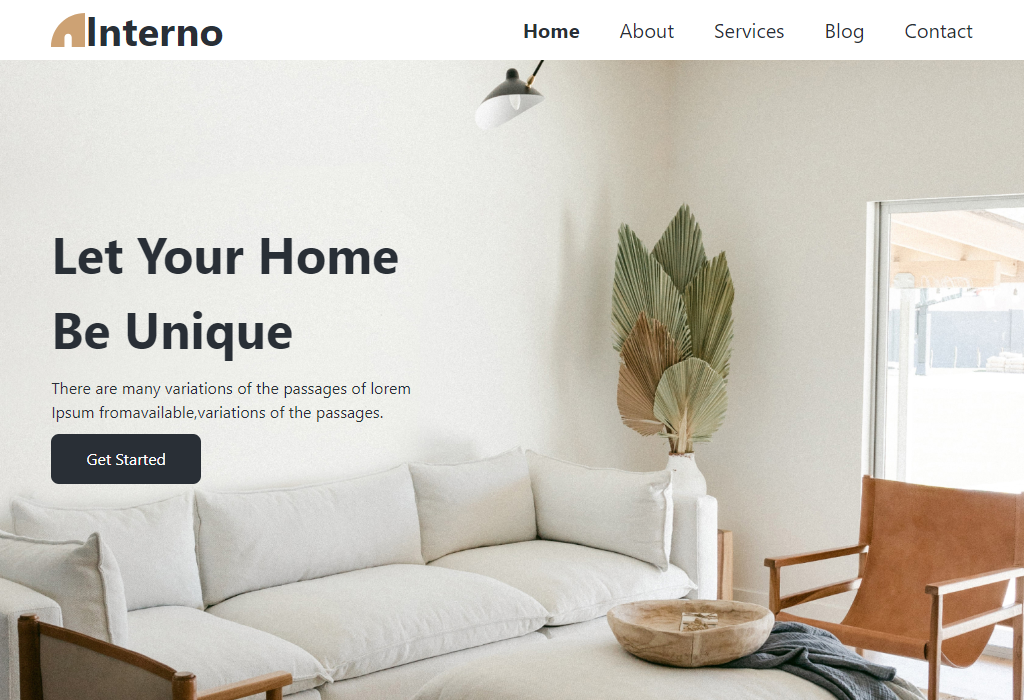 Interno
Home About Services Blog Contact
Let Your Home
Be Unique
There are many variations of the passages of lorem
Ipsum fromavailable,variations of the passages.
Get Started